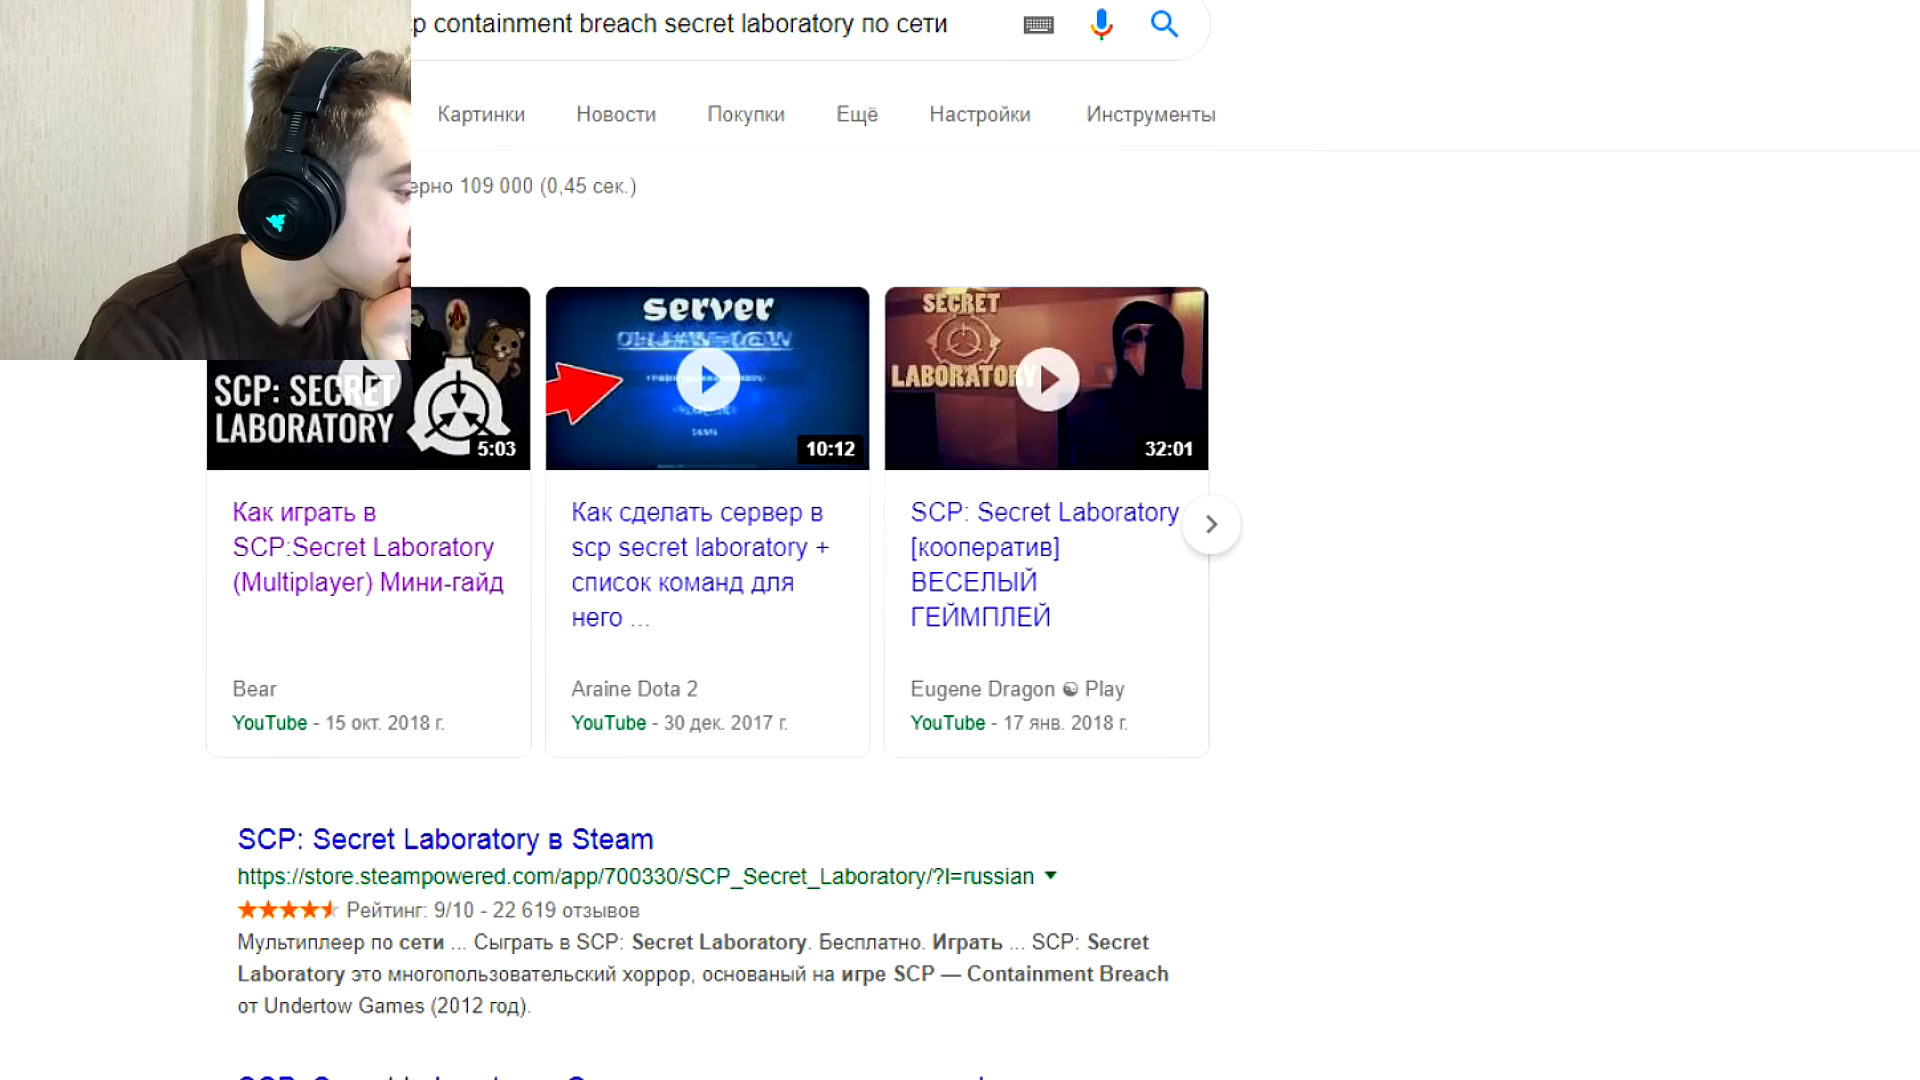 p containment breach secret laboratory по сети
Картинки Новости Покупки Ещё Настройки Инструменты
ерно 109 000 (0,45 сек.)
SCP: SECRET
LABORATORY
5:03
server
10:12
SECRET
LABORATORY
32:01
Как играть в
SCP:Secret Laboratory
(Multiplayer) Мини-гайд
Bear
YouTube - 15 окт. 2018 г.
Как сделать сервер в
scp secret laboratory +
список команд для
него ...
Araine Dota 2
YouTube - 30 дек. 2017 г.
SCP: Secret Laboratory
[кооператив]
ВЕСЕЛЫЙ
ГЕЙМПЛЕЙ
Eugene Dragon ☯ Play
YouTube - 17 янв. 2018 г.
SCP: Secret Laboratory в Steam
https://store.steampowered.com/app/700330/SCP_Secret_Laboratory/?l=russian
Рейтинг: 9/10 - 22 619 отзывов
Мультиплеер по сети ... Сыграть в SCP: Secret Laboratory. Бесплатно. Играть ... SCP: Secret
Laboratory это многопользовательский хоррор, основаный на игре SCP — Containment Breach
от Undertow Games (2012 год).